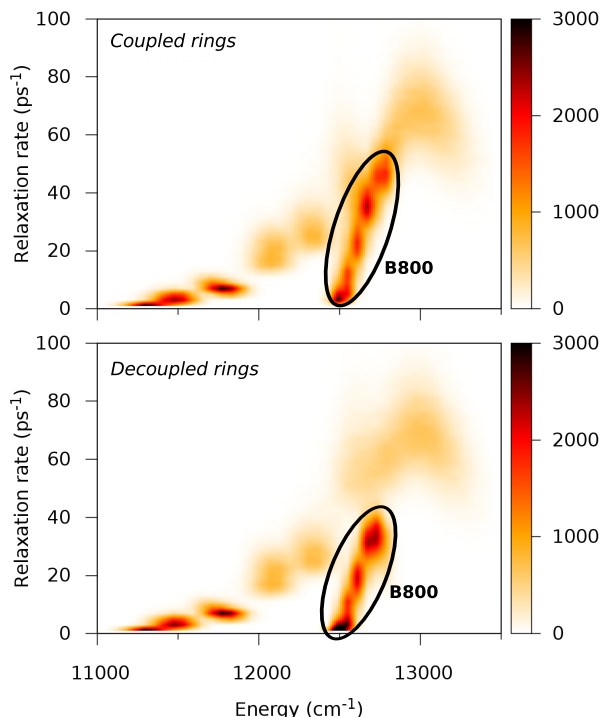 100
80
60
40
20
0
Relaxation rate (ps-1)
Coupled rings
B800
3000
2000
1000
0
100
80
60
40
20
0
Relaxation rate (ps-1)
Decoupled rings
B800
3000
2000
1000
0
11000 12000 13000
Energy (cm-1)